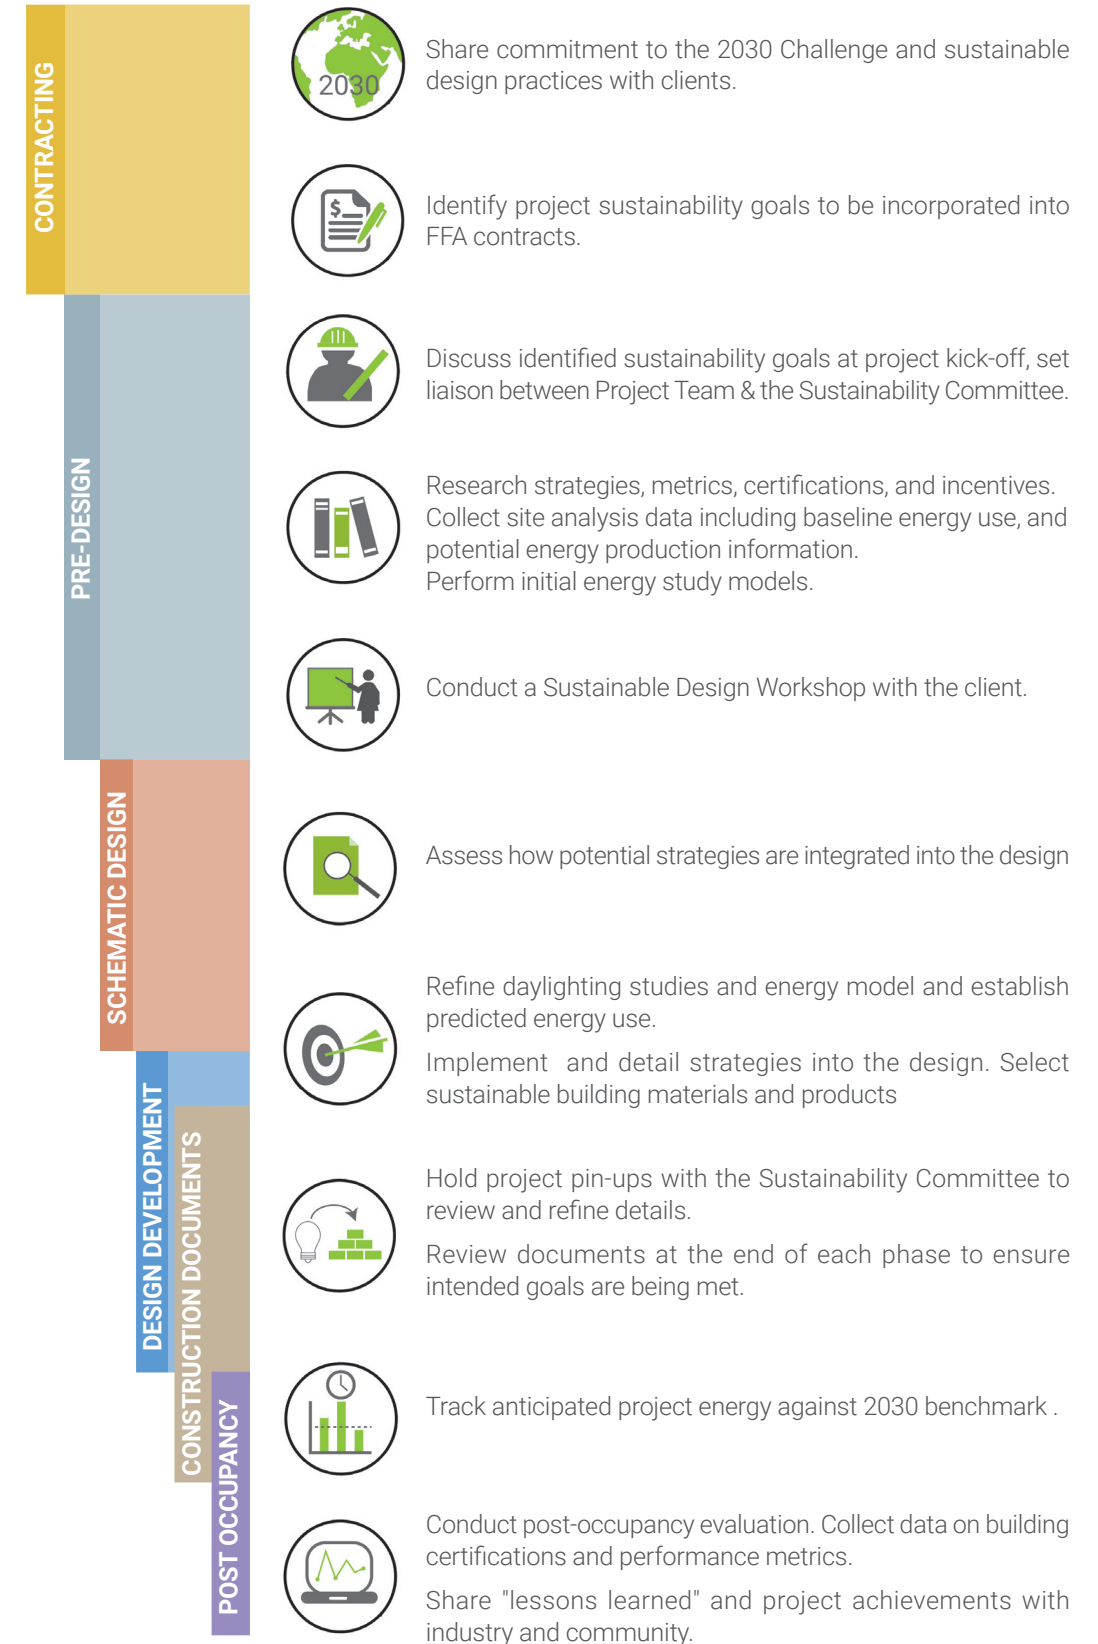 CONTRACTING
2030
Share commitment to the 2030 Challenge and sustainable
design practices with clients.
$
Identify project sustainability goals to be incorporated into
FFA contracts.
PRE-DESIGN
Discuss identified sustainability goals at project kick-off, set
liaison between Project Team & the Sustainability Committee.
Research strategies, metrics, certifications, and incentives.
Collect site analysis data including baseline energy use, and
potential energy production information.
Perform initial energy study models.
Conduct a Sustainable Design Workshop with the client.
SCHEMATIC DESIGN
Assess how potential strategies are integrated into the design
Refine daylighting studies and energy model and establish
predicted energy use.
Implement and detail strategies into the design. Select
sustainable building materials and products
DESIGN DEVELOPMENT
CONSTRUCTION DOCUMENTS
Hold project pin-ups with the Sustainability Committee to
review and refine details.
Review documents at the end of each phase to ensure
intended goals are being met.
Track anticipated project energy against 2030 benchmark .
POST OCCUPANCY
Conduct post-occupancy evaluation. Collect data on building
certifications and performance metrics.
Share "lessons learned" and project achievements with
industry and community.